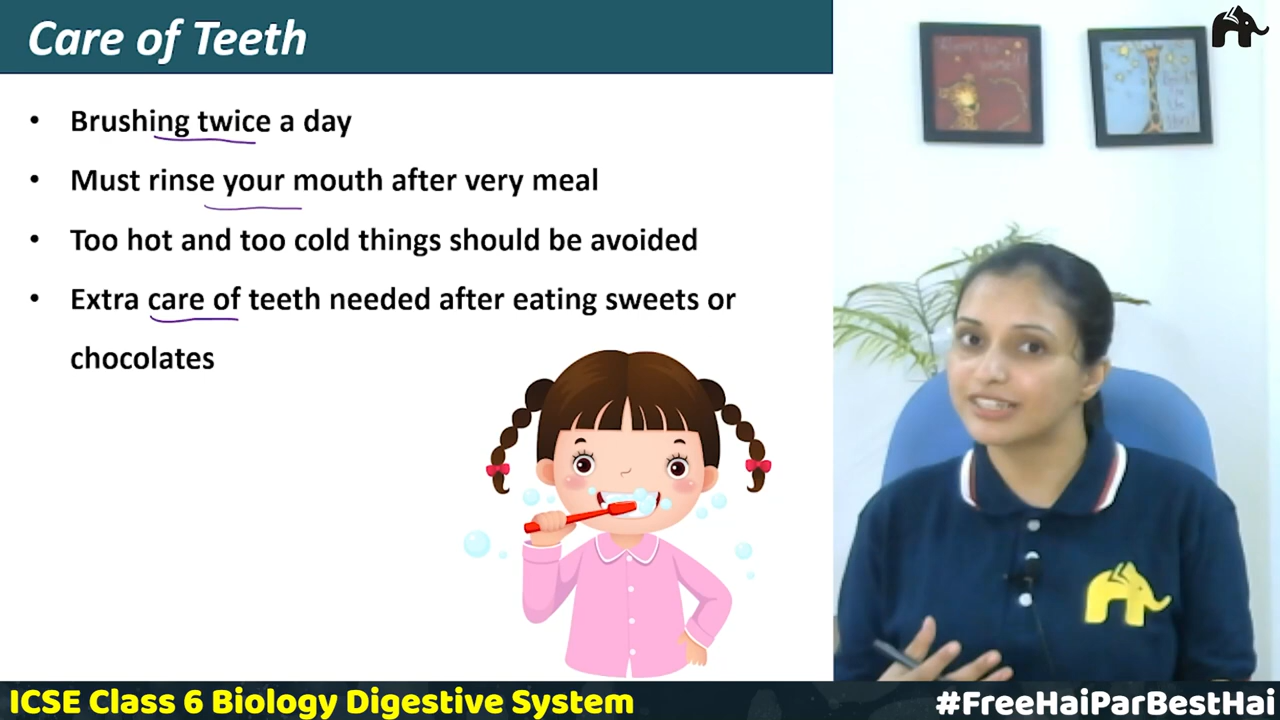 Care of Teeth
• Brushing twice a day
• Must rinse your mouth after very meal
• Too hot and too cold things should be avoided
• Extra care of teeth needed after eating sweets or
chocolates
ICSE Class 6 Biology Digestive System
#FreeHaiParBestHai